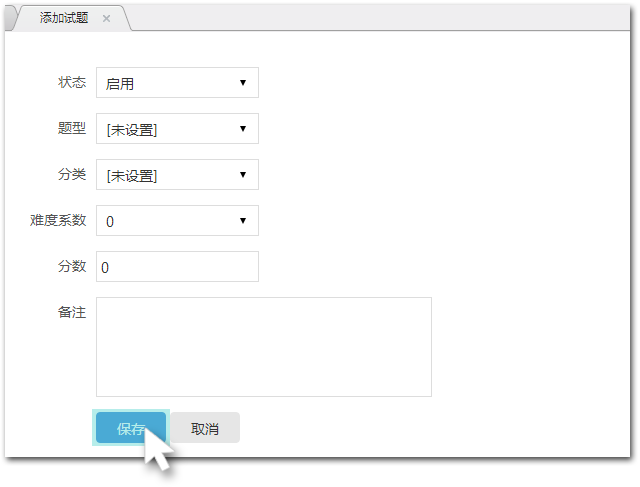 添加试题 ×
状态 启用
题型 [未设置]
分类 [未设置]
难度系数 0
分数 0
备注
保存 取消